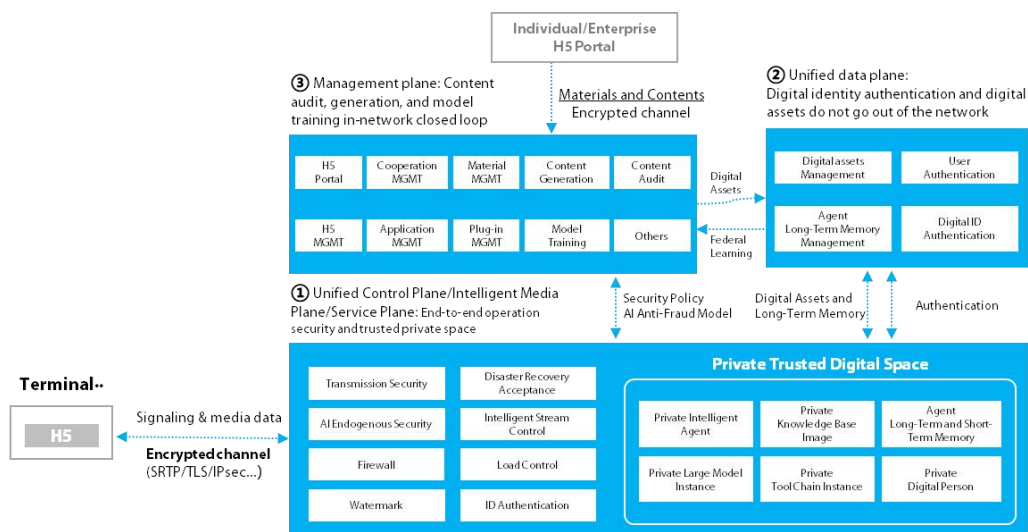 Individual/Enterprise
H5 Portal
③ Management plane: Content
audit, generation, and model
training in-network closed loop
Materials and Contents
Encrypted channel
② Unified data plane:
Digital identity authentication and digital
assets do not go out of the network
H5
Portal
Cooperation
MGMT
Material
MGMT
Content
Generation
Content
Audit
H5
MGMT
Application
MGMT
Plug-in
MGMT
Model
Training
Others
Digital
Assets
Federal
Learning
Digital assets
Management
User
Authentication
Agent
Long-Term Memory
Management
Digital ID
Authentication
① Unified Control Plane/Intelligent Media
Plane/Service Plane: End-to-end operation
security and trusted private space
Security Policy
AI Anti-Fraud Model
Digital Assets and
Long-Term Memory
Authentication
Terminal··
H5
Signaling & media data
Encrypted channel
(SRTP/TLS/IPsec...)
Transmission Security
Disaster Recovery
Acceptance
AI Endogenous Security
Intelligent Stream
Control
Firewall
Load Control
Watermark
ID Authentication
Private Trusted Digital Space
Private Intelligent
Agent
Private
Knowledge Base
Image
Agent
Long-Term and Short-
Term Memory
Private Large Model
Instance
Private
Tool Chain Instance
Private
Digital Person